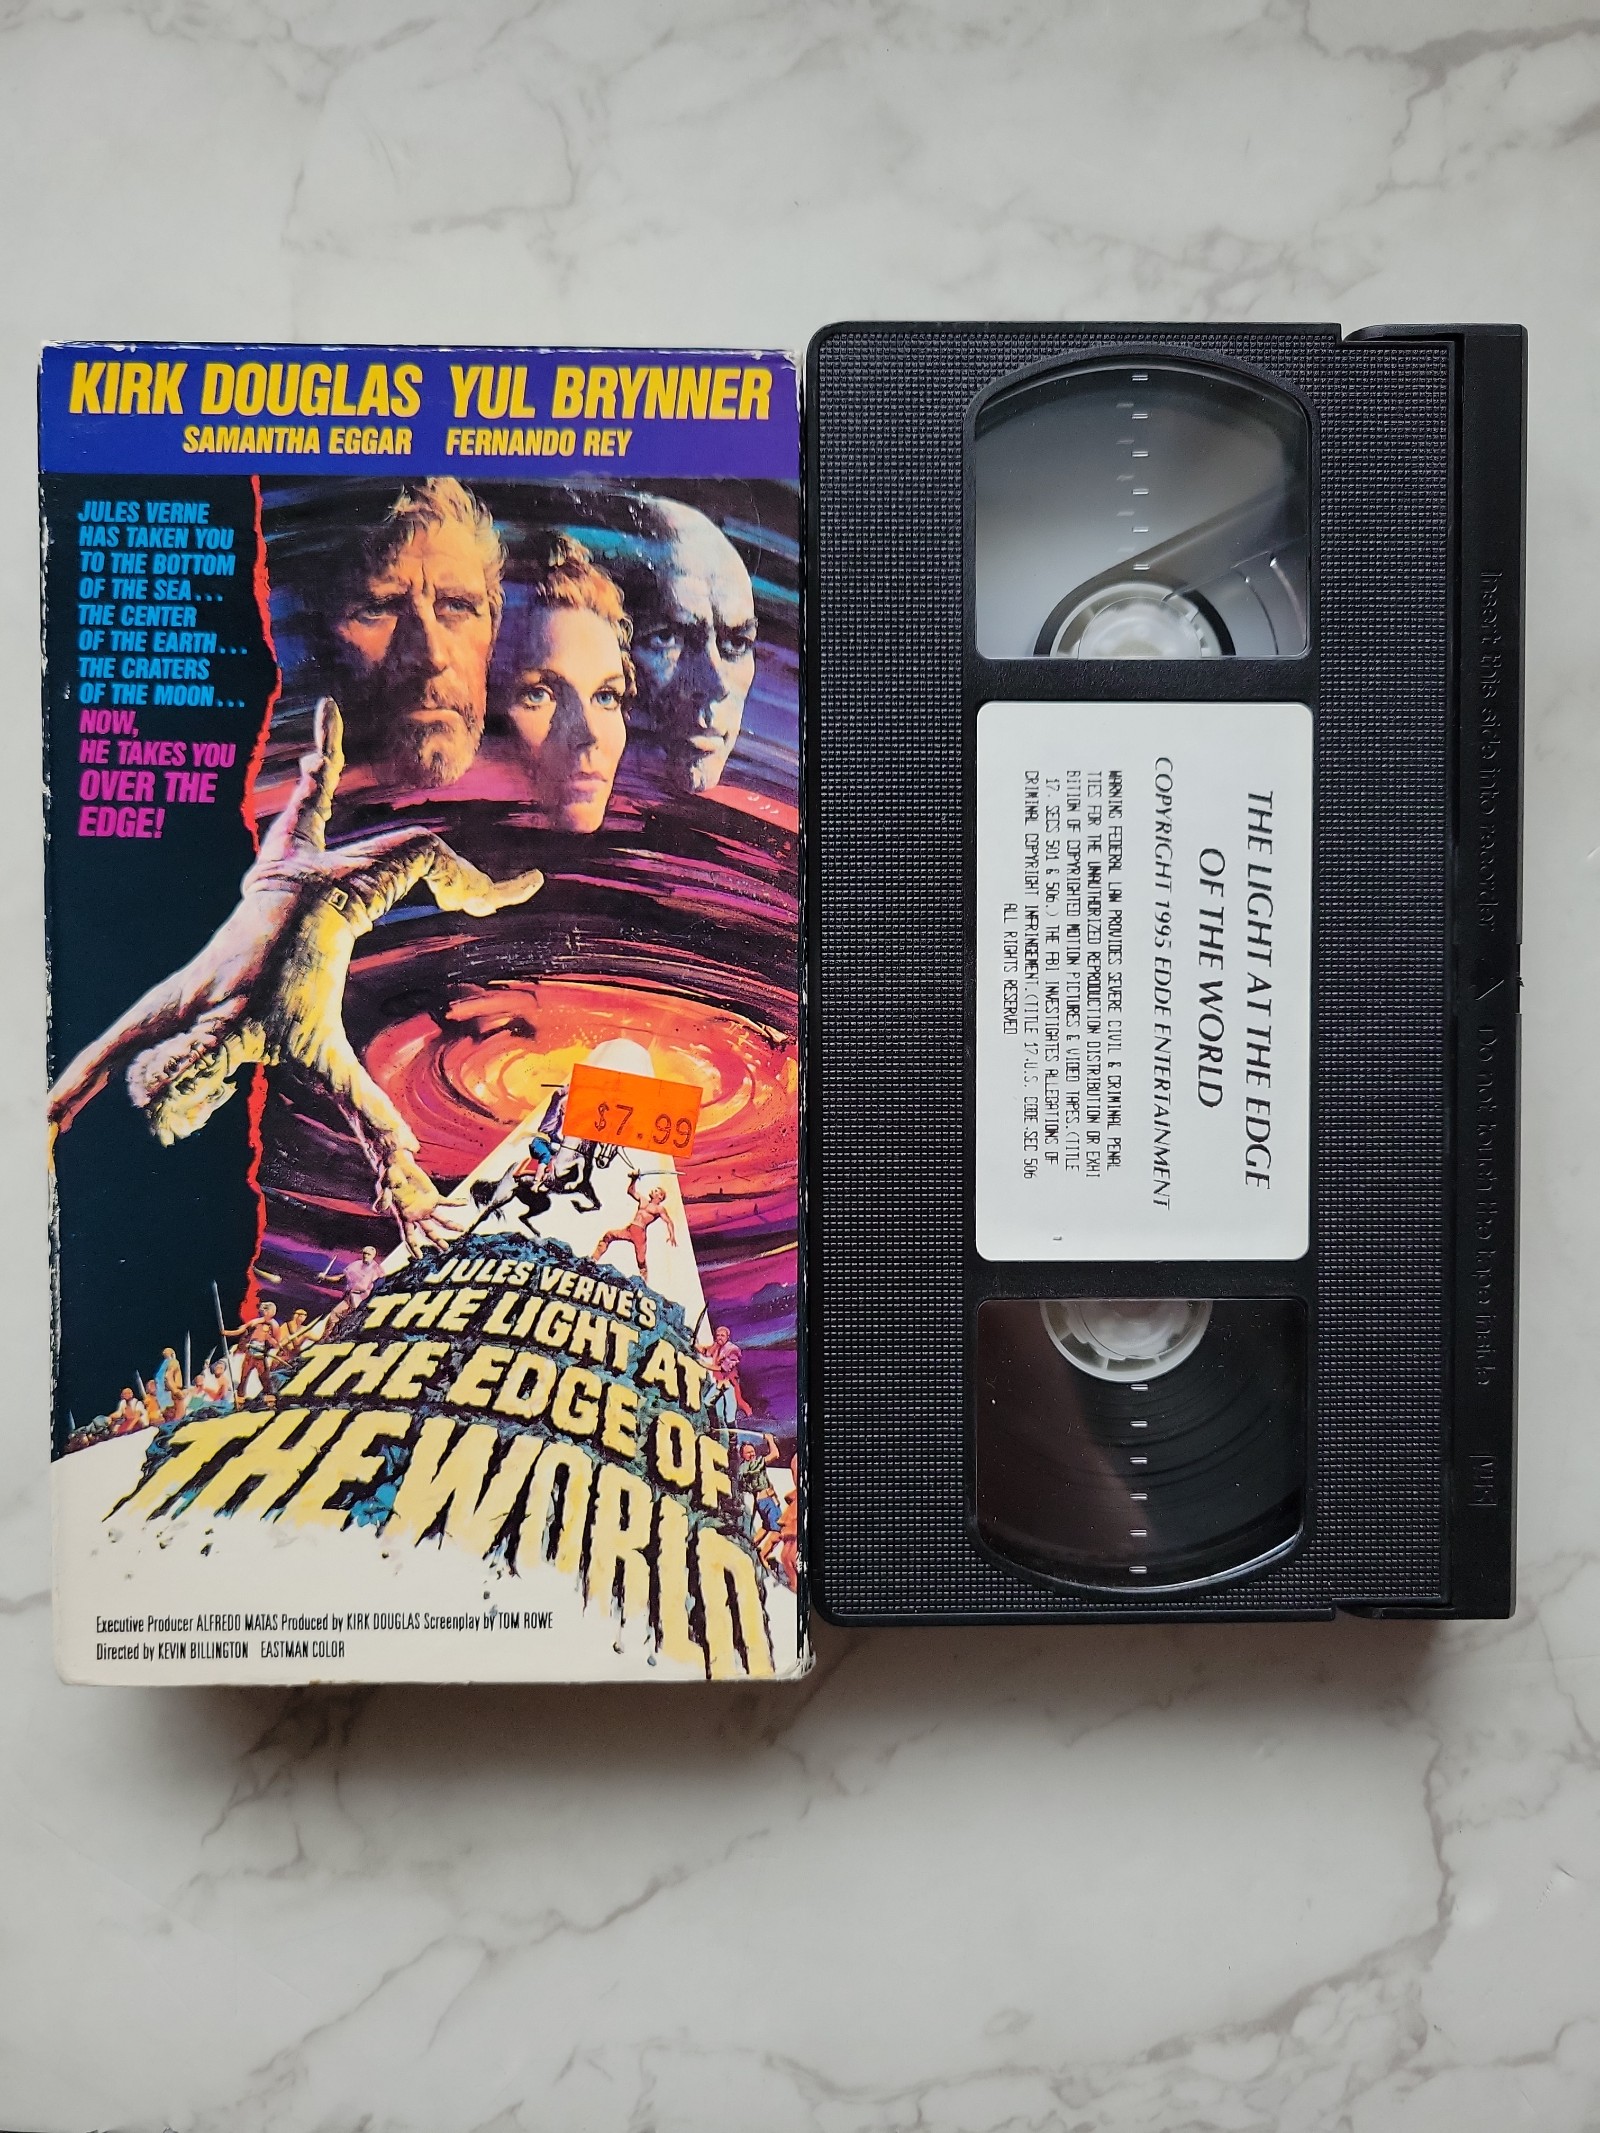 KIRK DOUGLAS YUL BRYNNER
SAMANTHA EGGAR FERNANDO REY
JULES VERNE
HAS TAKEN YOU
TO THE BOTTOM
OF THE SEA...
THE CENTER
OF THE EARTH...
THE CRATERS
OF THE MOON...
NOW,
HE TAKES YOU
OVER THE
EDGE!
$7.99
JULES VERNE'S
THE LIGHT AT
THE EDGE OF
THE WORLD
Executive Producer ALFREDO MATAS Produced by KIRK DOUGLAS Screenplay by TOM ROWE
Directed by KEVIN BILLINGTON EASTMAN COLOR
THE LIGHT AT THE EDGE
OF THE WORLD
COPYRIGHT 1995 EDDE ENTERTAINMENT
WARNING FEDERAL LAW PROVIDES SEVERE CIVIL & CRIMINAL PENAL
TIES FOR THE UNAUTHORIZED REPRODUCTION DISTRIBUTION OR EXHI
BITION OF COPYRIGHTED MOTION PICTURES & VIDEO TAPES.(TITLE
17. SECS 501 & 506.) THE FBI INVESTIGATES ALLEGATIONS OF
CRIMINAL COPYRIGHT INFRINGEMENT.(TITLE 17.U.S. CODE.SEC 506
ALL RIGHTS RESERVED
1
Insert this side into recorder △ Do not touch the tape inside